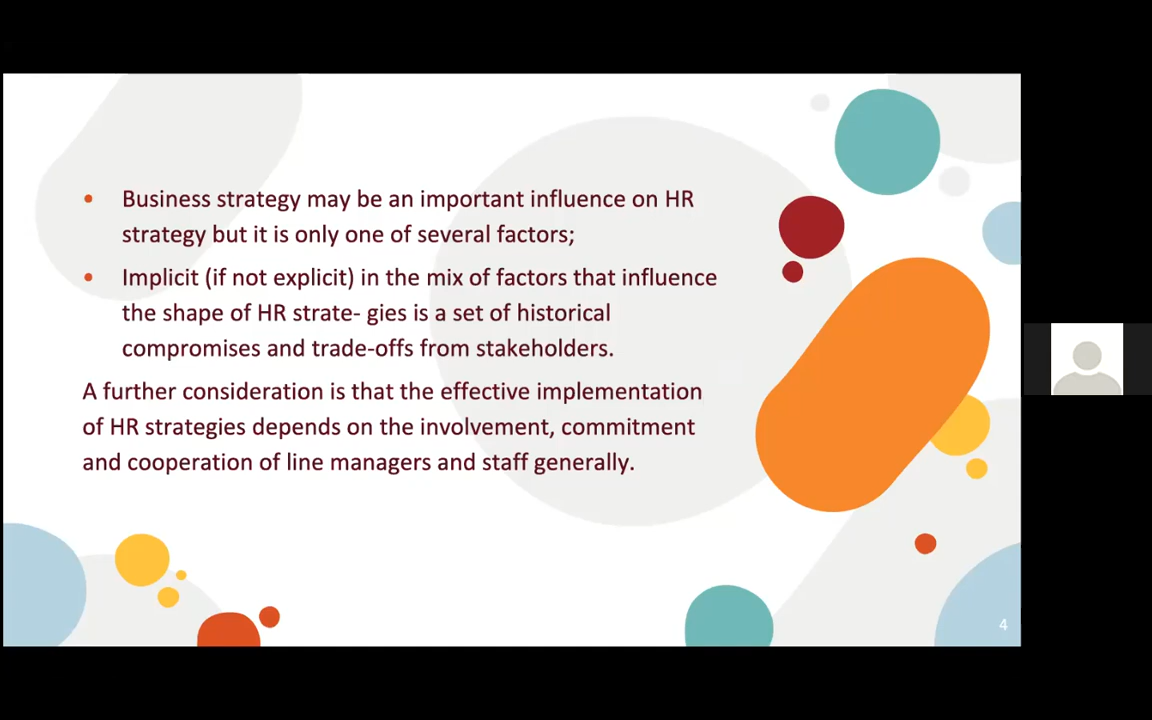 Business strategy may be an important influence on HR
strategy but it is only one of several factors;
Implicit (if not explicit) in the mix of factors that influence
the shape of HR strate- gies is a set of historical
compromises and trade-offs from stakeholders.
A further consideration is that the effective implementation
of HR strategies depends on the involvement, commitment
and cooperation of line managers and staff generally.
4